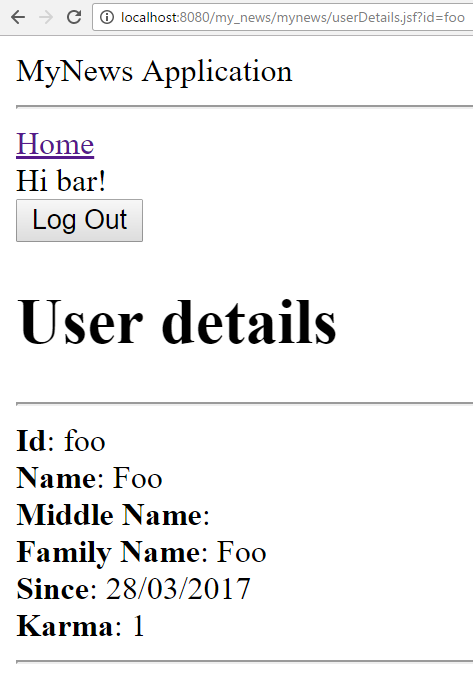 localhost:8080/my_news/mynews/userDetails.jsf?id=foo
MyNews Application
Home
Hi bar!
Log Out
User details
Id: foo
Name: Foo
Middle Name:
Family Name: Foo
Since: 28/03/2017
Karma: 1